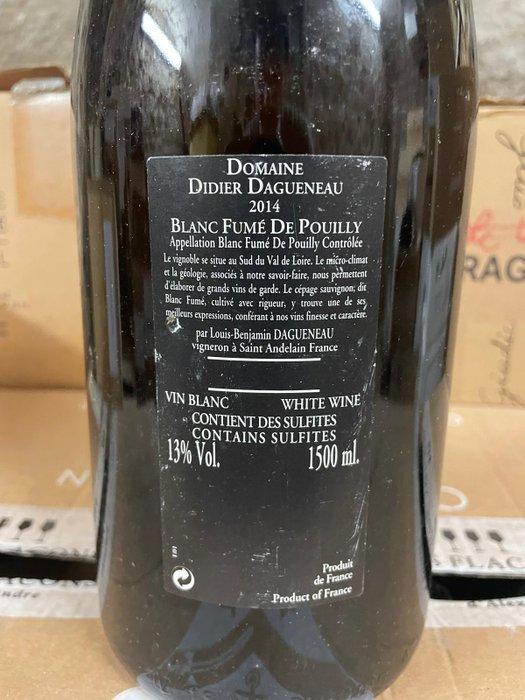 DOMAINE
DIDIER DAGUENEAU
2014
BLANC FUMÉ DE POUILLY
Appellation Blanc Fumé De Pouilly Contrôlée
Le vignoble se situe au Sud du Val de Loire. Le micro-climat
et la géologie, associés à notre savoir-faire, nous permettent
d'élaborer de grands vins de garde. Le cépage sauvignon, dit
Blanc Fumé, cultivé avec rigueur, y trouve une de ses
meilleures expressions, conférant à nos vins finesse et caractère.
par Louis-Benjamin DAGUENEAU
vigneron à Saint Andelain France
VIN BLANC WHITE WINE
CONTIENT DES SULFITES
CONTAINS SULFITES
13% Vol. 1500 ml.
Produit
de France
Product of France
RAG
FLAC